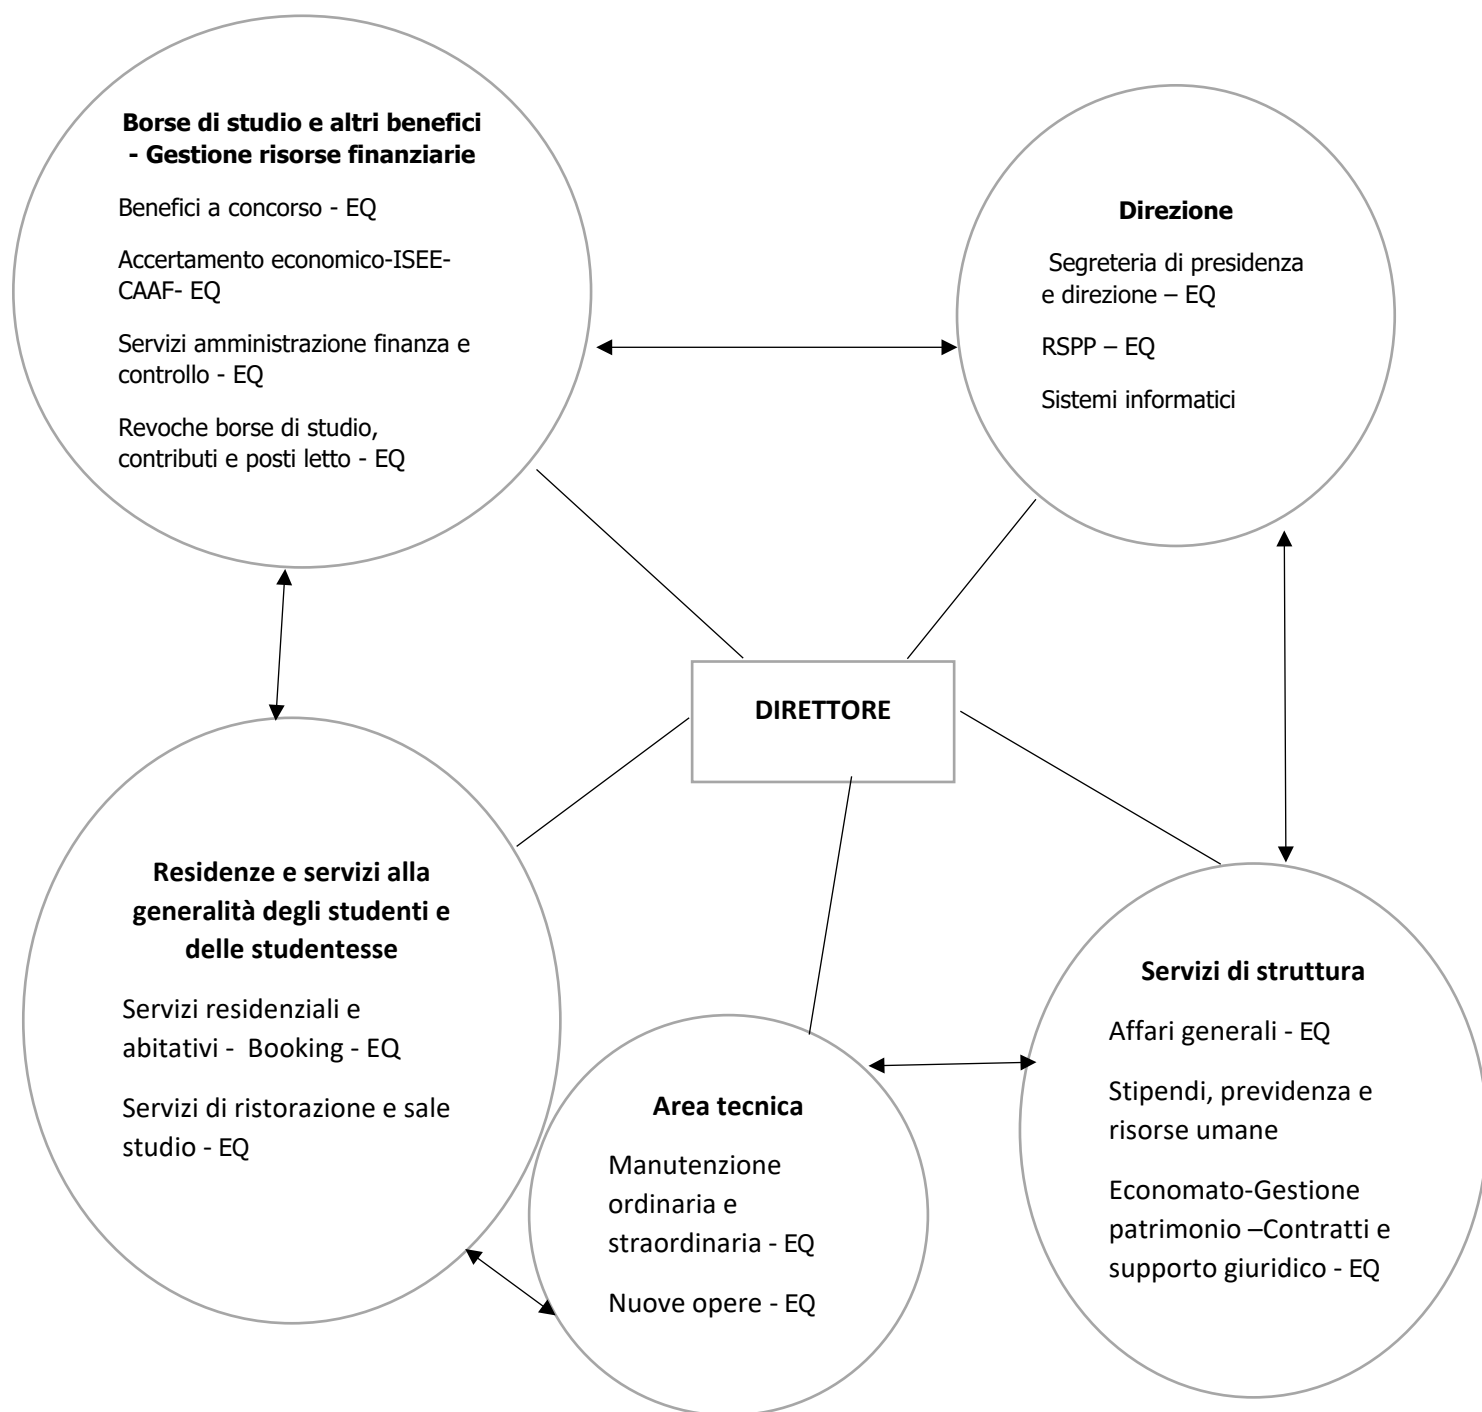 Borse di studio e altri benefici
- Gestione risorse finanziarie
Benefici a concorso - EQ
Accertamento economico-ISEE-
CAAF- EQ
Servizi amministrazione finanza e
controllo - EQ
Revoche borse di studio,
contributi e posti letto - EQ
Direzione
Segreteria di presidenza
e direzione – EQ
RSPP – EQ
Sistemi informatici
DIRETTORE
Residenze e servizi alla
generalità degli studenti e
delle studentesse
Servizi residenziali e
abitativi - Booking - EQ
Servizi di ristorazione e sale
studio - EQ
Area tecnica
Manutenzione
ordinaria e
straordinaria - EQ
Nuove opere - EQ
Servizi di struttura
Affari generali - EQ
Stipendi, previdenza e
risorse umane
Economato-Gestione
patrimonio –Contratti e
supporto giuridico - EQ